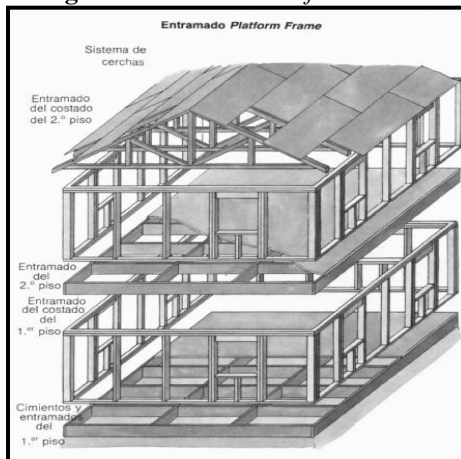 Entramado Platform Frame
Sistema de
cerchas
Entramado
del costado
del 2.º piso
Entramado
del
2.º piso
Entramado
del costado
del
1.er piso
Cimientos y
entramados
del
1.er piso